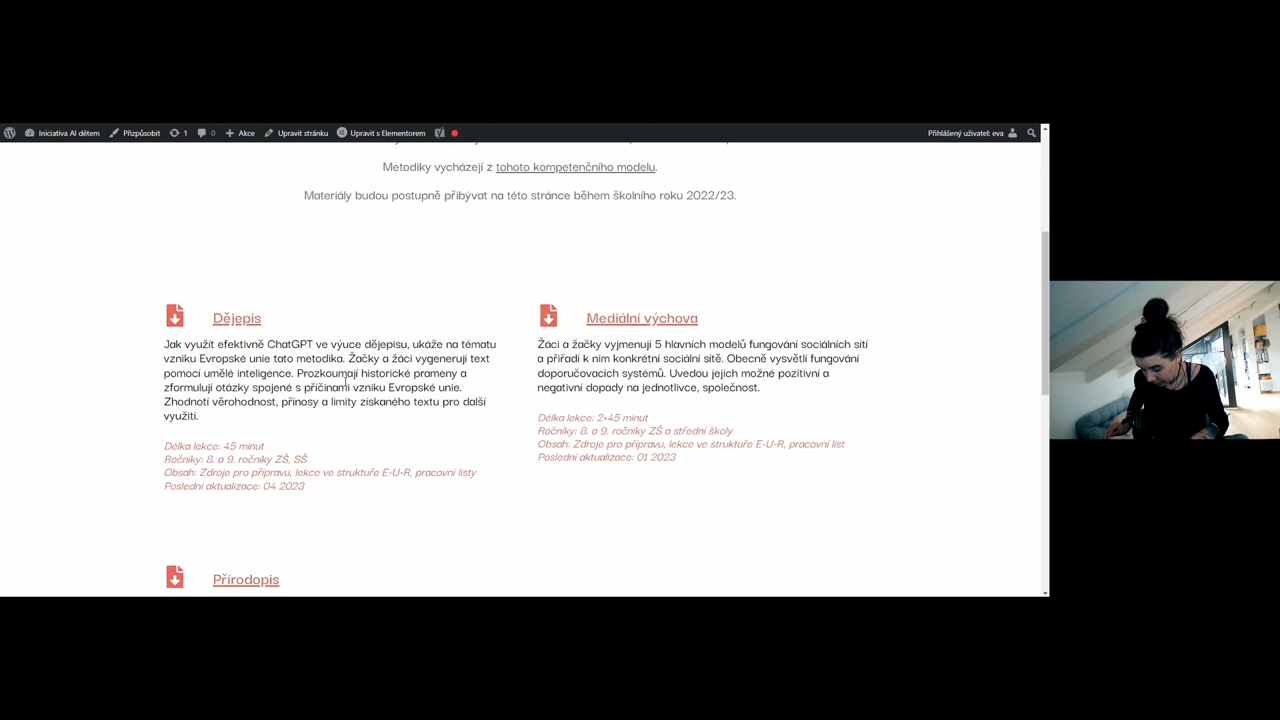 Iniciativa AI dětem Přizpůsobit 1 0 Akce Upravit stránku Upravit s Elementorem Přihlášený uživatel: eva
Metodiky vycházejí z tohoto kompetenčního modelu.
Materiály budou postupně přibývat na této stránce během školního roku 2022/23.
Dějepis
Jak využít efektivně ChatGPT ve výuce dějepisu, ukáže na tématu
vzniku Evropské unie tato metodika. Žačky a žáci vygenerují text
pomocí umělé inteligence. Prozkoumají historické prameny a
zformulují otázky spojené s příčinami vzniku Evropské unie.
Zhodnotí věrohodnost, přínosy a limity získaného textu pro další
využití.
Délka lekce: 45 minut
Ročníky: 8. a 9. ročníky ZŠ, SŠ
Obsah: Zdroje pro přípravu, lekce ve struktuře E-U-R, pracovní listy
Poslední aktualizace: 04 2023
Mediální výchova
Žáci a žačky vyjmenují 5 hlavních modelů fungování sociálních sítí
a přiřadí k nim konkrétní sociální sítě. Obecně vysvětlí fungování
doporučovacích systémů. Uvedou jejich možné pozitivní a
negativní dopady na jednotlivce, společnost.
Délka lekce: 2×45 minut
Ročníky: 8. a 9. ročníky ZŠ a střední školy
Obsah: Zdroje pro přípravu, lekce ve struktuře E-U-R, pracovní list
Poslední aktualizace: 01 2023
Přírodopis